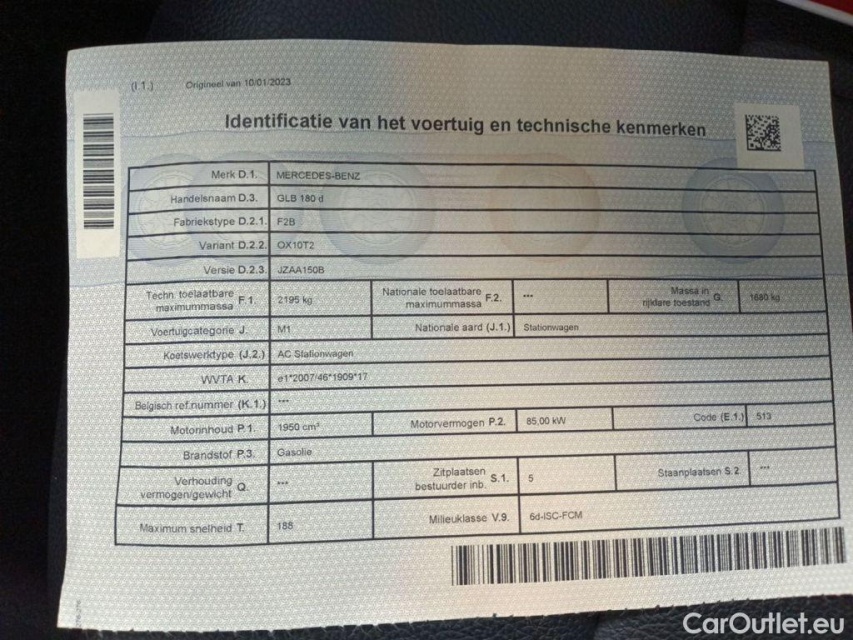 (I.1.) Origineel van 10/01/2023
Identificatie van het voertuig en technische kenmerken
Merk D.1. MERCEDES-BENZ
Handelsnaam D.3. GLB 180 d
Fabriekstype D.2.1. F2B
Variant D.2.2. OX10T2
Versie D.2.3. JZAA150B
Techn. toelaatbare maximummassa F.1. 2195 kg Nationale toelaatbare maximummassa F.2. *** Massa in rijklare toestand G. 1680 kg
Voertuigcategorie J. M1 Nationale aard (J.1.) Stationwagen
Koetswerktype (J.2.) AC Stationwagen
WVTA K. e1*2007/46*1909*17
Belgisch ref.nummer (K.1.) ***
Motorinhoud P.1. 1950 cm³ Motorvermogen P.2. 85,00 kW Code (E.1.) 513
Brandstof P.3. Gasolie
Verhouding vermogen/gewicht Q. *** Zitplaatsen bestuurder inb. S.1. 5 Staanplaatsen S.2. ***
Maximum snelheid T. 188 Milieuklasse V.9. 6d-ISC-FCM
CarOutlet.eu